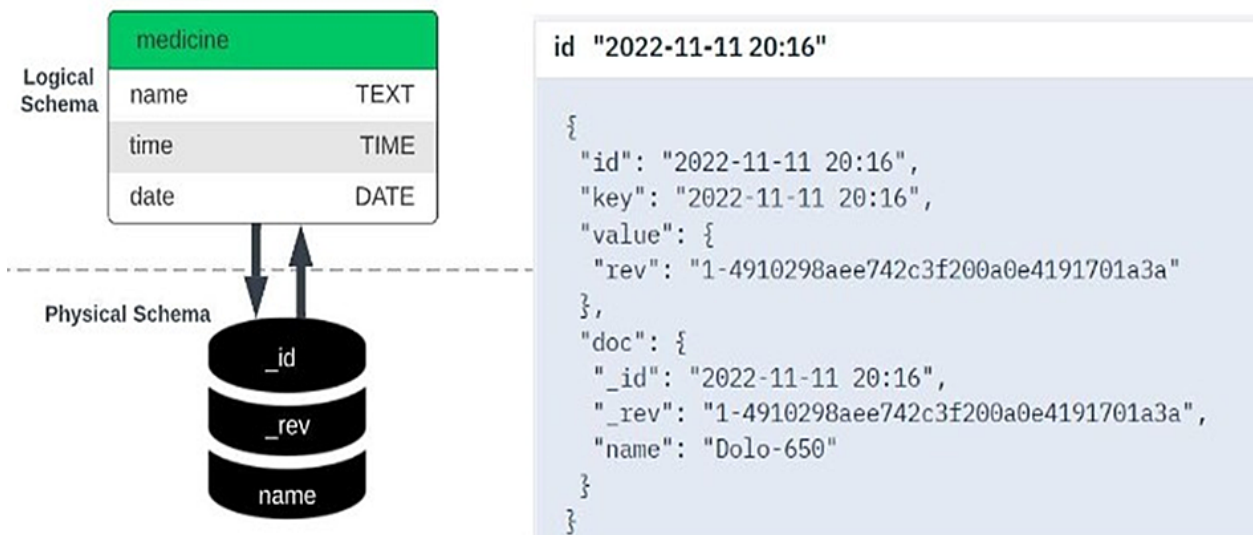 medicine
Logical
Schema
name TEXT
time TIME
date DATE
Physical Schema
_id
_rev
name
id "2022-11-11 20:16"
{
"id": "2022-11-11 20:16",
"key": "2022-11-11 20:16",
"value": {
"rev": "1-4910298aee742c3f200a0e4191701a3a"
},
"doc": {
"_id": "2022-11-11 20:16",
"_rev": "1-4910298aee742c3f200a0e4191701a3a",
"name": "Dolo-650"
}
}